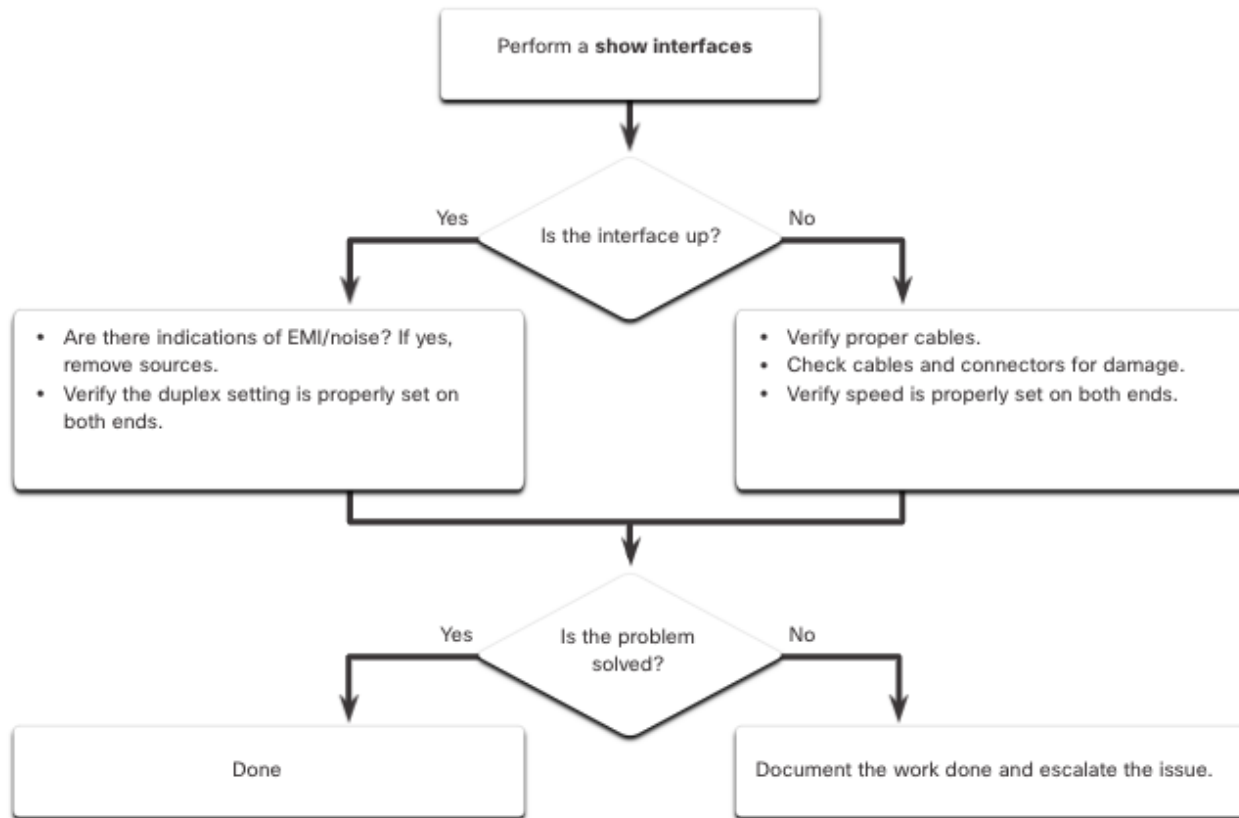 Perform a show interfaces
Yes
No
Is the interface up?
• Are there indications of EMI/noise? If yes,
remove sources.
• Verify the duplex setting is properly set on
both ends.
• Verify proper cables.
• Check cables and connectors for damage.
• Verify speed is properly set on both ends.
Yes
No
Is the problem
solved?
Done
Document the work done and escalate the issue.